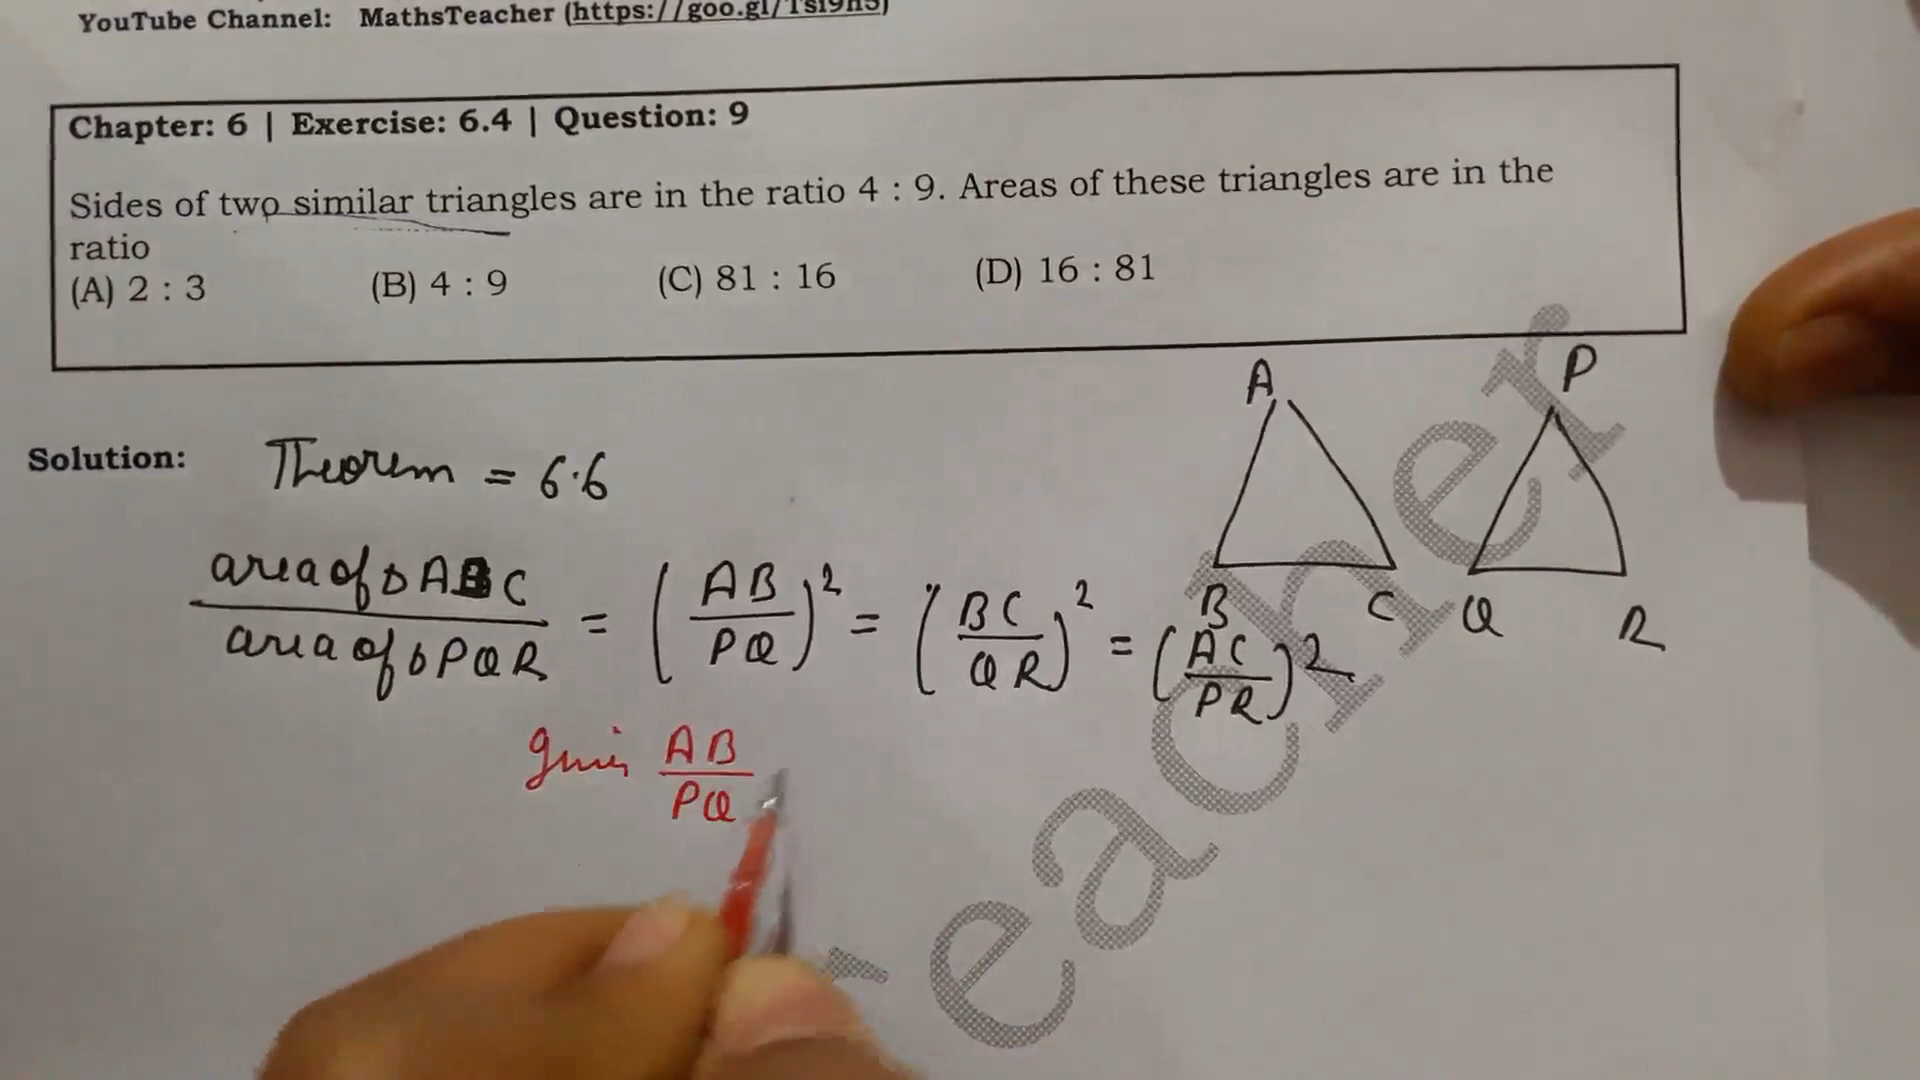 YouTube Channel: MathsTeacher (https://goo.gl/1si9h5)
Chapter: 6 | Exercise: 6.4 | Question: 9
Sides of two similar triangles are in the ratio 4 : 9. Areas of these triangles are in the
ratio
(A) 2 : 3 (B) 4 : 9 (C) 81 : 16 (D) 16 : 81
A P
Solution: Theorem = 6.6
B C Q R
area of Δ ABC / area of Δ PQR = (AB/PQ)² = (BC/QR)² = (AC/PR)²
AB/PQ
eacher